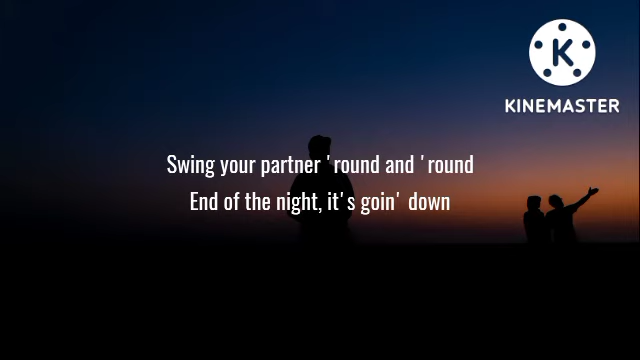 KINEMASTER
Swing your partner 'round and 'round
End of the night, it's goin' down